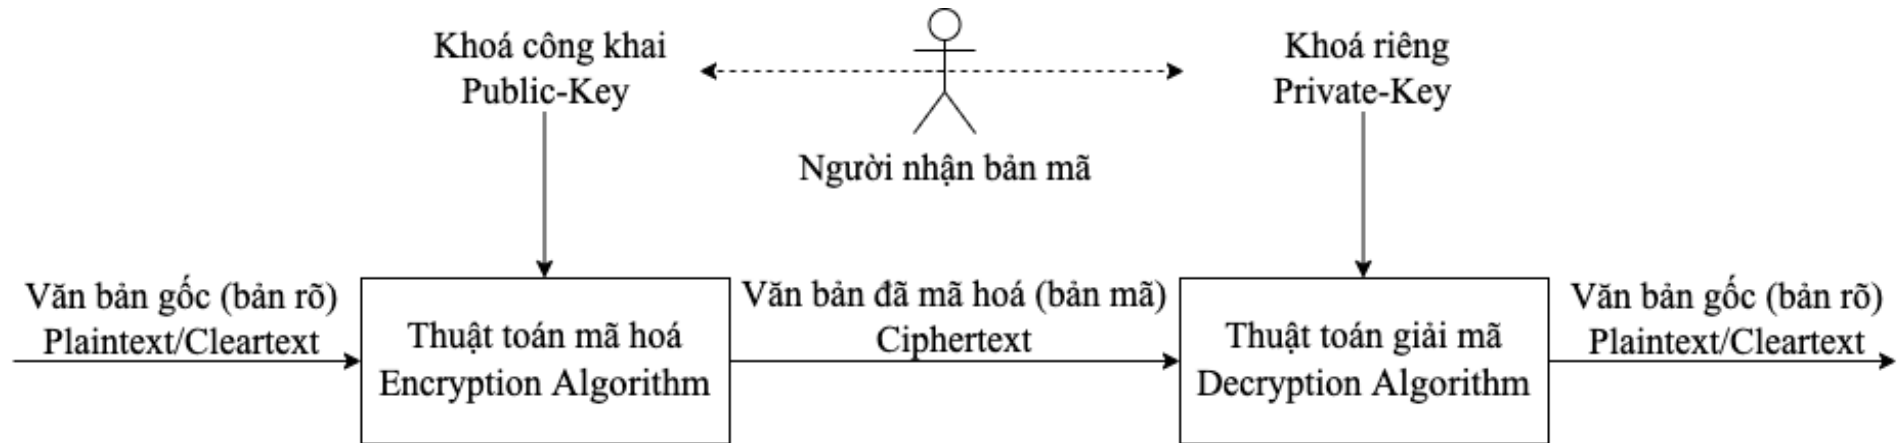 Khoá công khai
Public-Key
Khoá riêng
Private-Key
Người nhận bản mã
Văn bản gốc (bản rõ)
Plaintext/Cleartext
Thuật toán mã hoá
Encryption Algorithm
Văn bản đã mã hoá (bản mã)
Ciphertext
Thuật toán giải mã
Decryption Algorithm
Văn bản gốc (bản rõ)
Plaintext/Cleartext